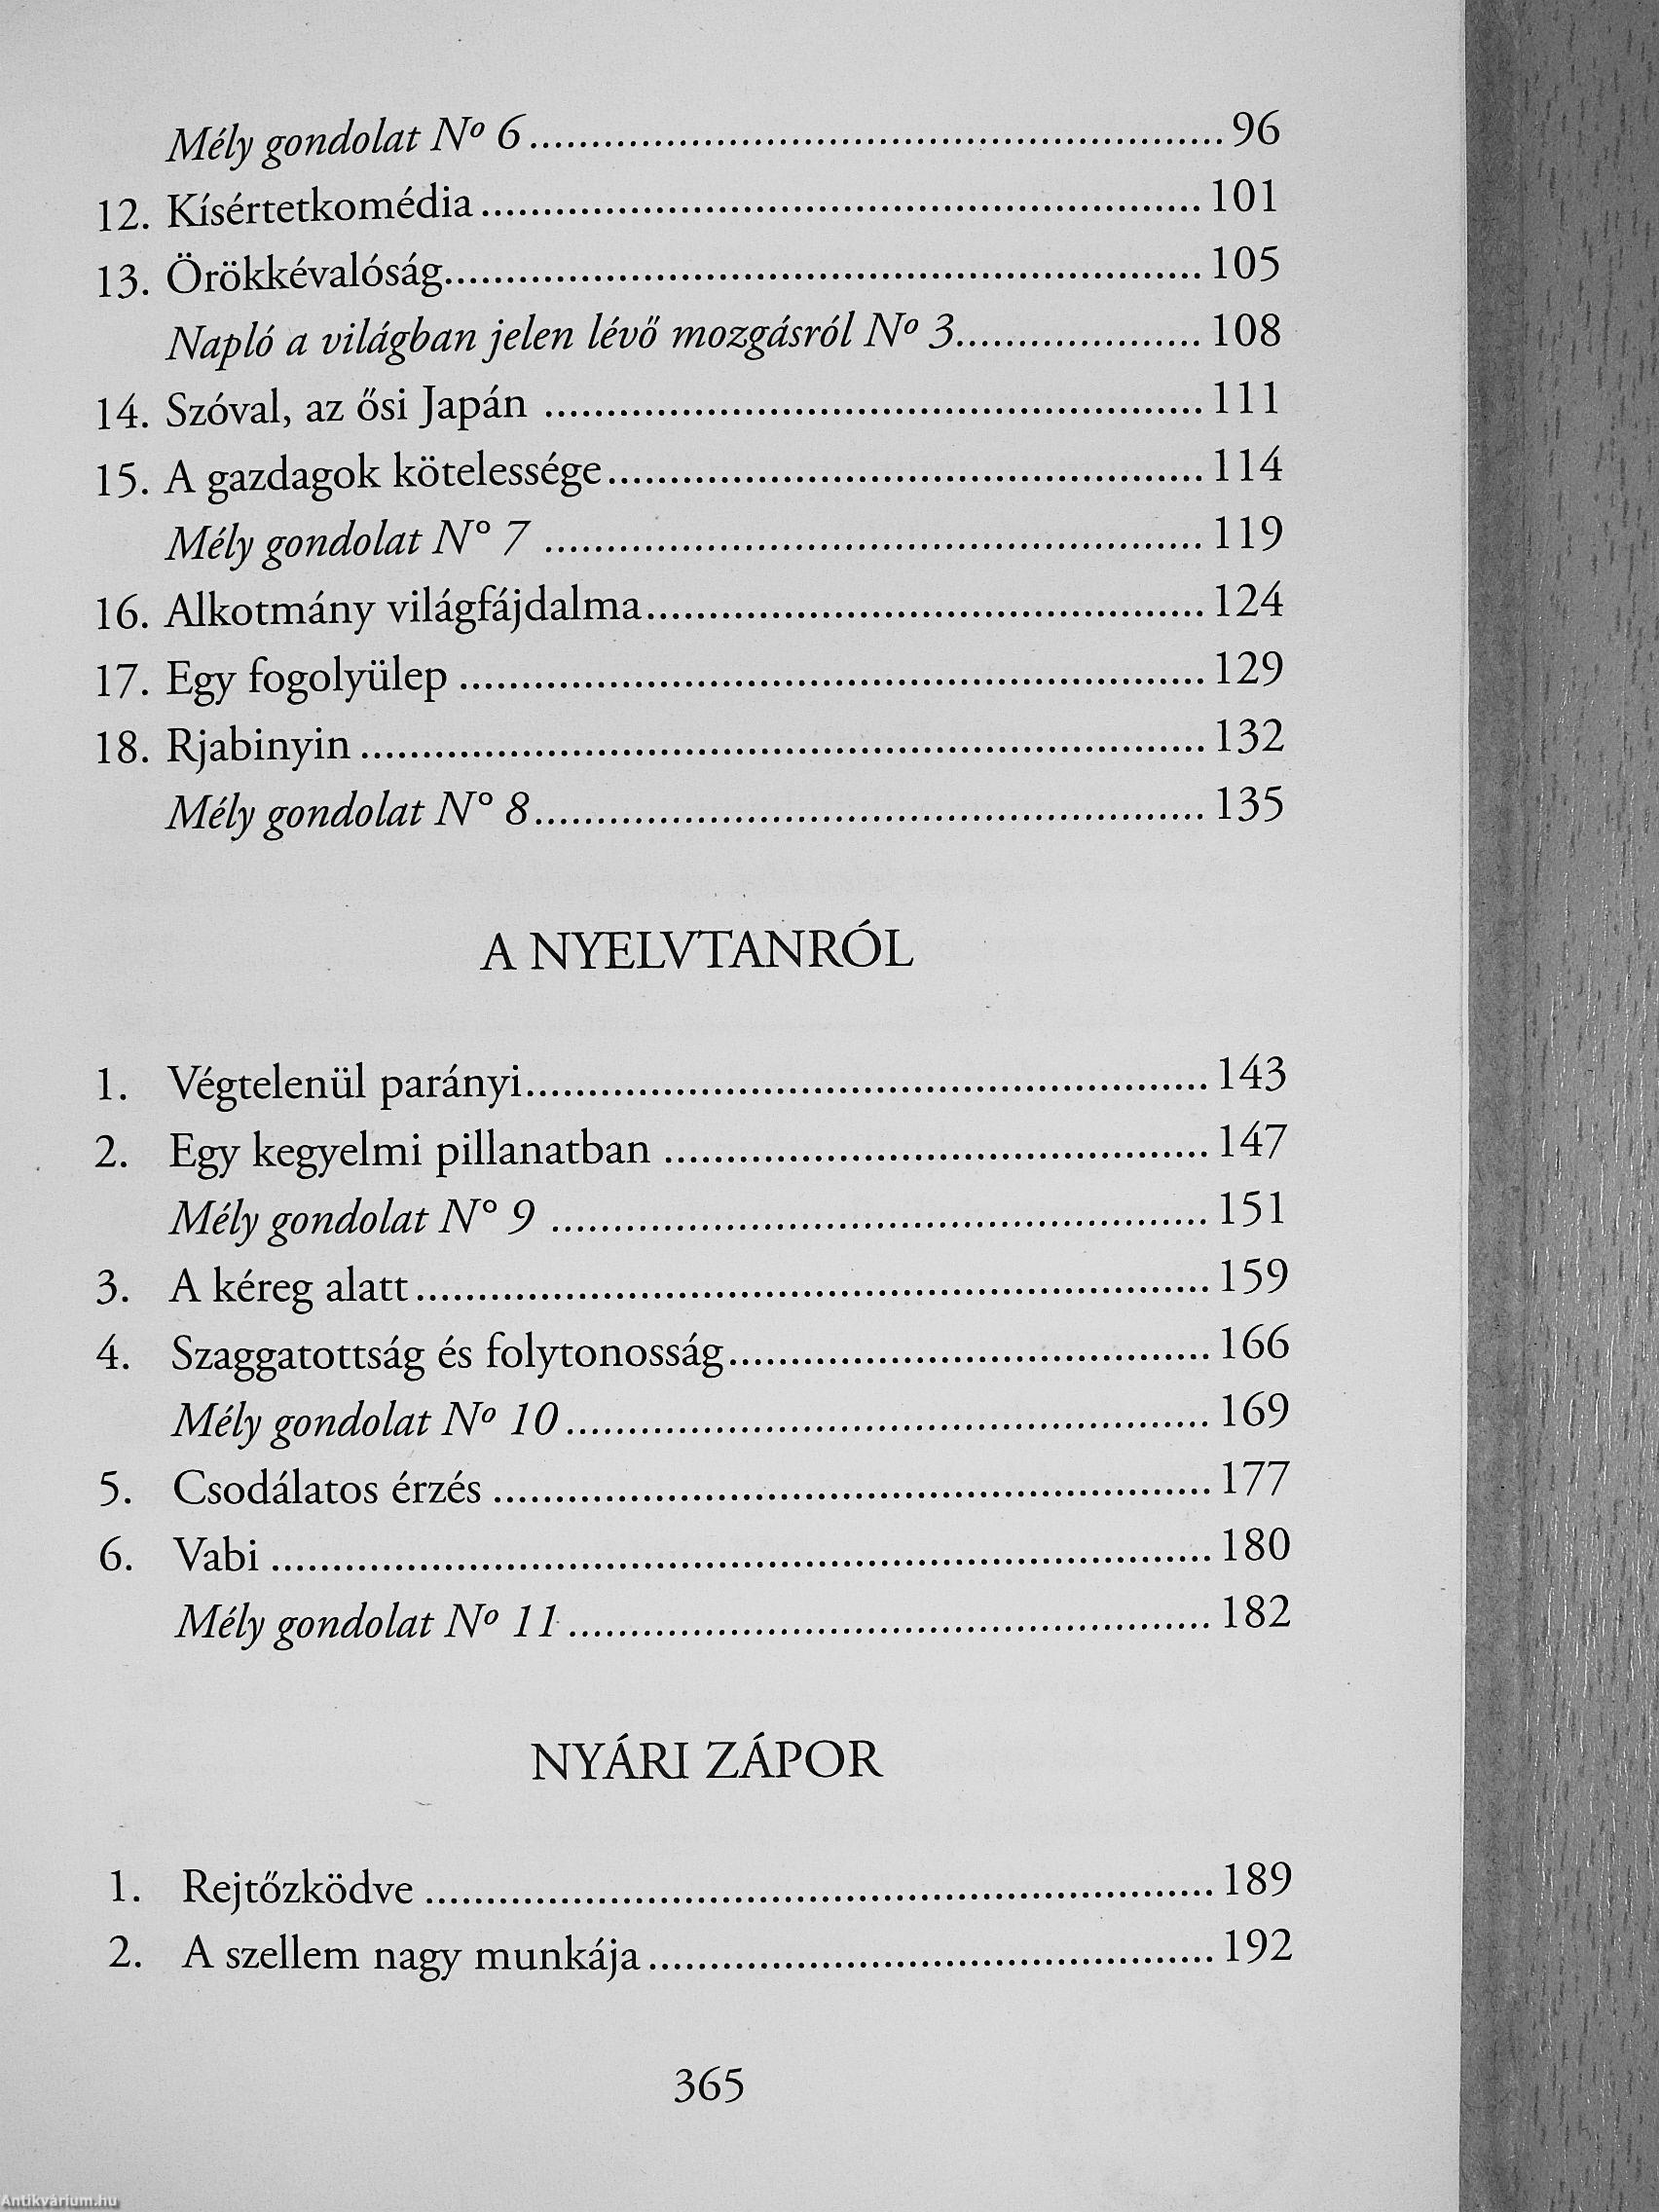 Mély gondolat Nº 6 ........ 96
12. Kísértetkomédia ........ 101
13. Örökkévalóság ........ 105
Napló a világban jelen lévő mozgásról Nº 3 ........ 108
14. Szóval, az ősi Japán ........ 111
15. A gazdagok kötelessége ........ 114
Mély gondolat N° 7 ........ 119
16. Alkotmány világfájdalma ........ 124
17. Egy fogolyülep ........ 129
18. Rjabinyin ........ 132
Mély gondolat N° 8 ........ 135
A NYELVTANRÓL
1. Végtelenül parányi ........ 143
2. Egy kegyelmi pillanatban ........ 147
Mély gondolat N° 9 ........ 151
3. A kéreg alatt ........ 159
4. Szaggatottság és folytonosság ........ 166
Mély gondolat Nº 10 ........ 169
5. Csodálatos érzés ........ 177
6. Vabi ........ 180
Mély gondolat Nº 11 ........ 182
NYÁRI ZÁPOR
1. Rejtőzködve ........ 189
2. A szellem nagy munkája ........ 192
365
Antikvárium.hu